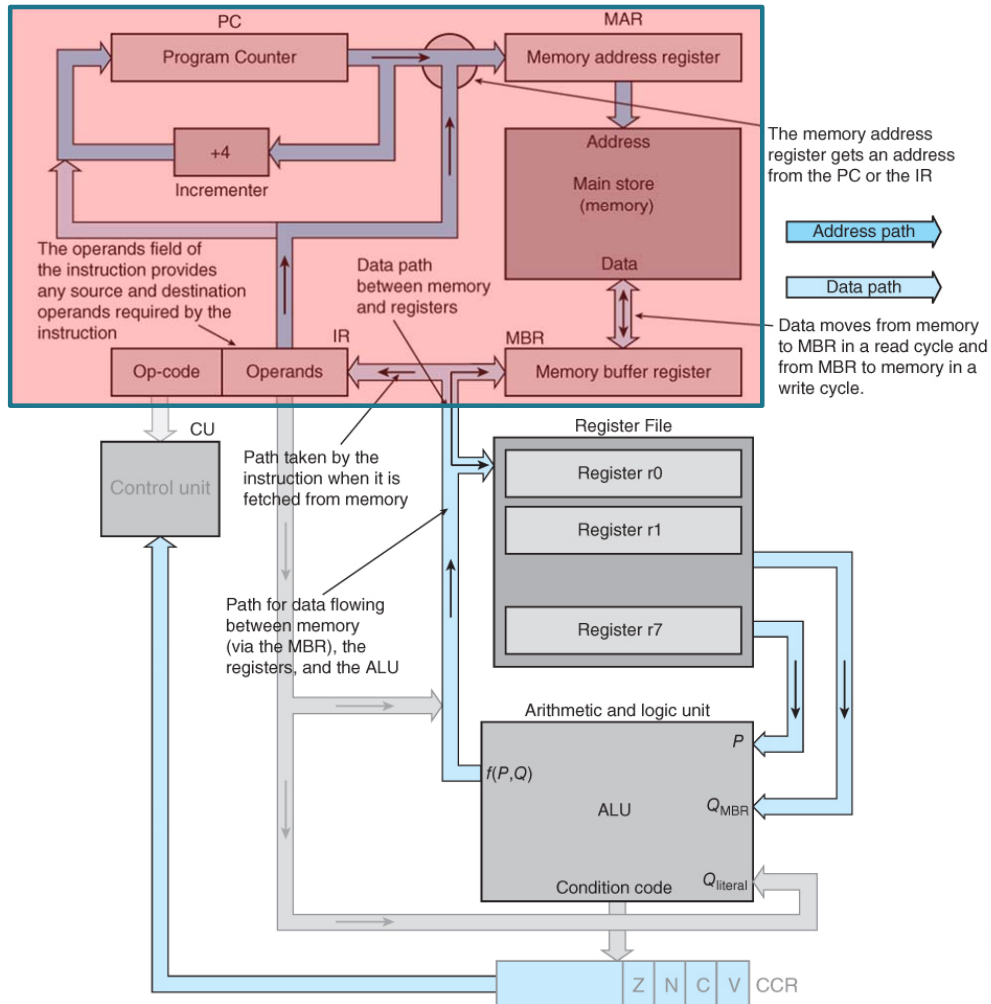 PC
MAR
Program Counter
Memory address register
+4
Incrementer
Address
Main store
(memory)
Data
The memory address
register gets an address
from the PC or the IR
Address path
Data path
The operands field of
the instruction provides
any source and destination
operands required by the
instruction
Data path
between memory
and registers
Data moves from memory
to MBR in a read cycle and
from MBR to memory in a
write cycle.
IR
MBR
Op-code
Operands
Memory buffer register
CU
Control unit
Path taken by the
instruction when it is
fetched from memory
Register File
Register r0
Register r1
Register r7
Path for data flowing
between memory
(via the MBR), the
registers, and the ALU
Arithmetic and logic unit
P
f(P,Q)
ALU
QMBR
Qliteral
Condition code
Z N C V CCR